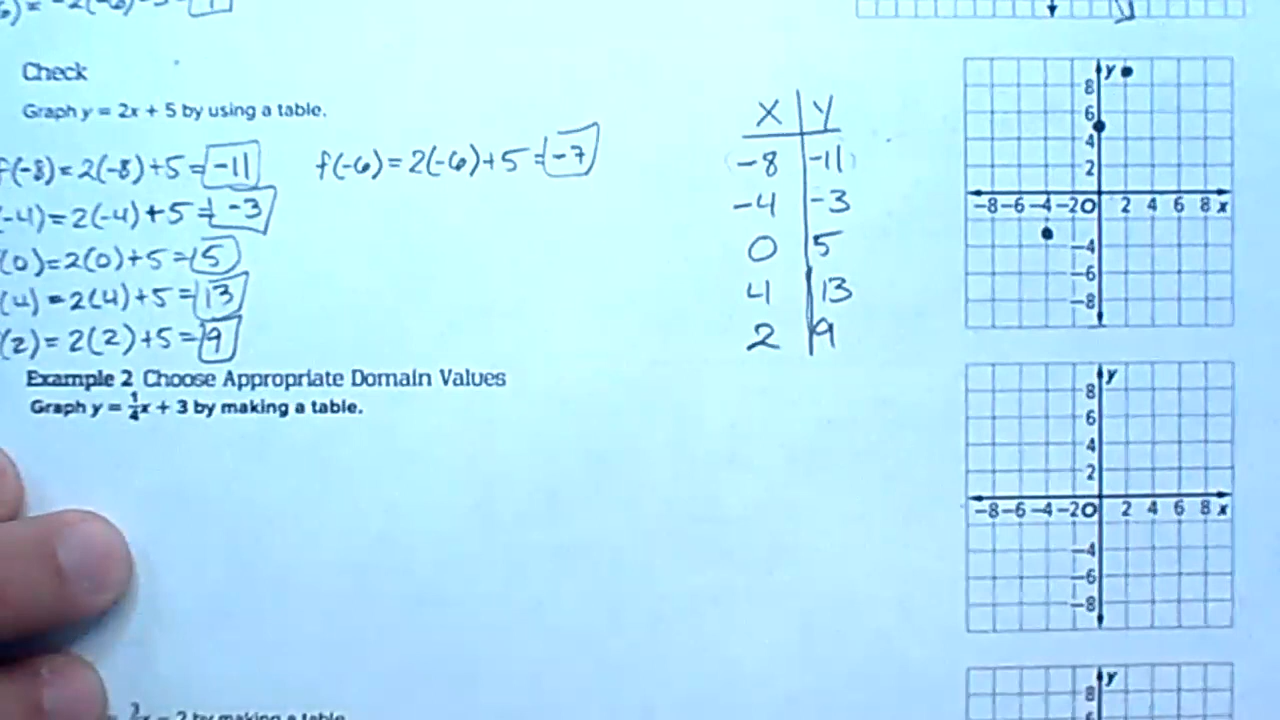 Check
Graph y = 2x + 5 by using a table.
f(-8) = 2(-8) + 5 = -11
f(-6) = 2(-6) + 5 = -7
(-4) = 2(-4) + 5 = -3
(0) = 2(0) + 5 = 5
(4) = 2(4) + 5 = 13
(2) = 2(2) + 5 = 9
X Y
-8 -11
-4 -3
0 5
4 13
2 9
y
8
6
4
2
-8 -6 -4 -2 O 2 4 6 8 x
-4
-6
-8
Example 2 Choose Appropriate Domain Values
Graph y = 1/4 x + 3 by making a table.
y
8
6
4
2
-8 -6 -4 -2 O 2 4 6 8 x
-4
-6
-8
by making a table.
y
8